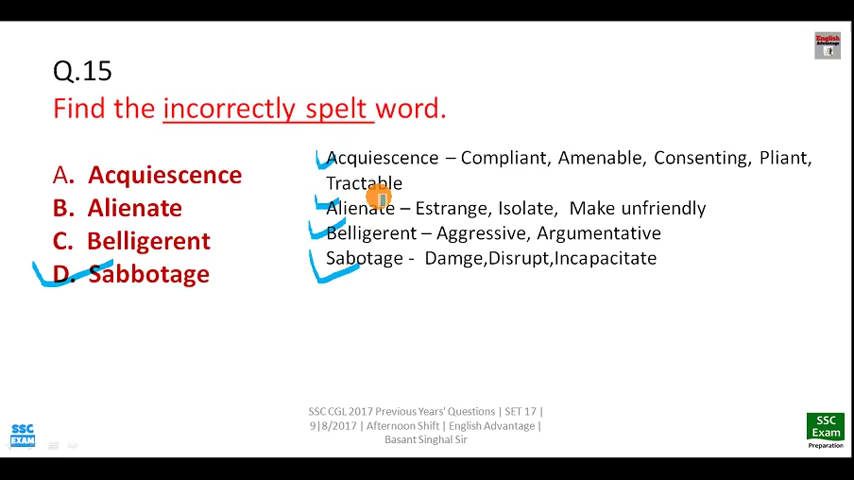 English
Advantage
Q.15
Find the incorrectly spelt word.
A. Acquiescence
B. Alienate
C. Belligerent
D. Sabbotage
Acquiescence – Compliant, Amenable, Consenting, Pliant,
Tractable
Alienate – Estrange, Isolate, Make unfriendly
Belligerent – Aggressive, Argumentative
Sabotage - Damge,Disrupt,Incapacitate
SSC CGL 2017 Previous Years' Questions | SET 17 |
9|8/2017 | Afternoon Shift | English Advantage |
Basant Singhal Sir
SSC
EXAM
SSC
Exam
Preparation